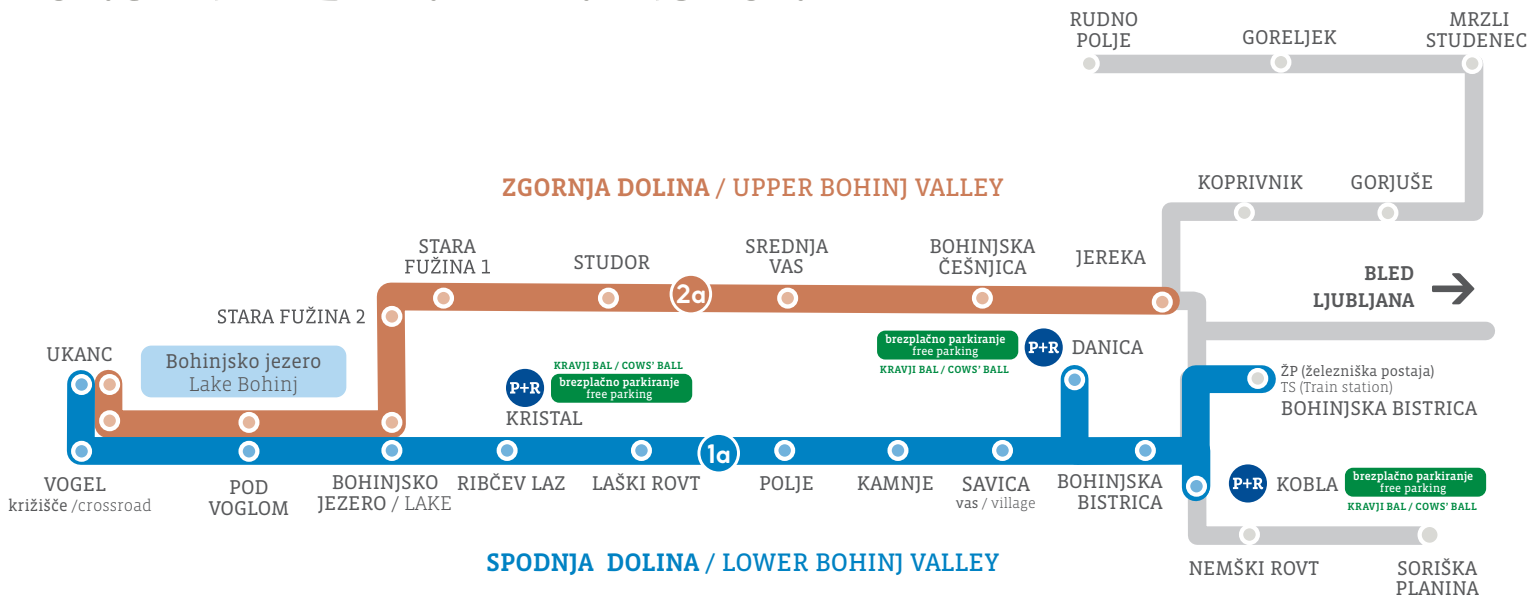 RUDNO
POLJE
GORELJEK
MRZLI
STUDENEC
ZGORNJA DOLINA / UPPER BOHINJ VALLEY
KOPRIVNIK
GORJUŠE
STARA
FUŽINA 1
STUDOR
SREDNJA
VAS
BOHINJSKA
ČEŠNJICA
JEREKA
2a
BLED
LJUBLJANA
STARA FUŽINA 2
UKANC
Bohinjsko jezero
Lake Bohinj
brezplačno parkiranje
free parking
KRAVJI BAL / COWS' BALL
P+R
DANICA
KRAVJI BAL / COWS' BALL
P+R
brezplačno parkiranje
free parking
KRISTAL
ŽP (železniška postaja)
TS (Train station)
BOHINJSKA BISTRICA
1a
VOGEL
križišče /crossroad
POD
VOGLOM
BOHINJSKO
JEZERO / LAKE
RIBČEV LAZ
LAŠKI ROVT
POLJE
KAMNJE
SAVICA
vas / village
BOHINJSKA
BISTRICA
P+R
KOBLA
brezplačno parkiranje
free parking
KRAVJI BAL / COWS' BALL
SPODNJA DOLINA / LOWER BOHINJ VALLEY
NEMŠKI ROVT
SORIŠKA
PLANINA